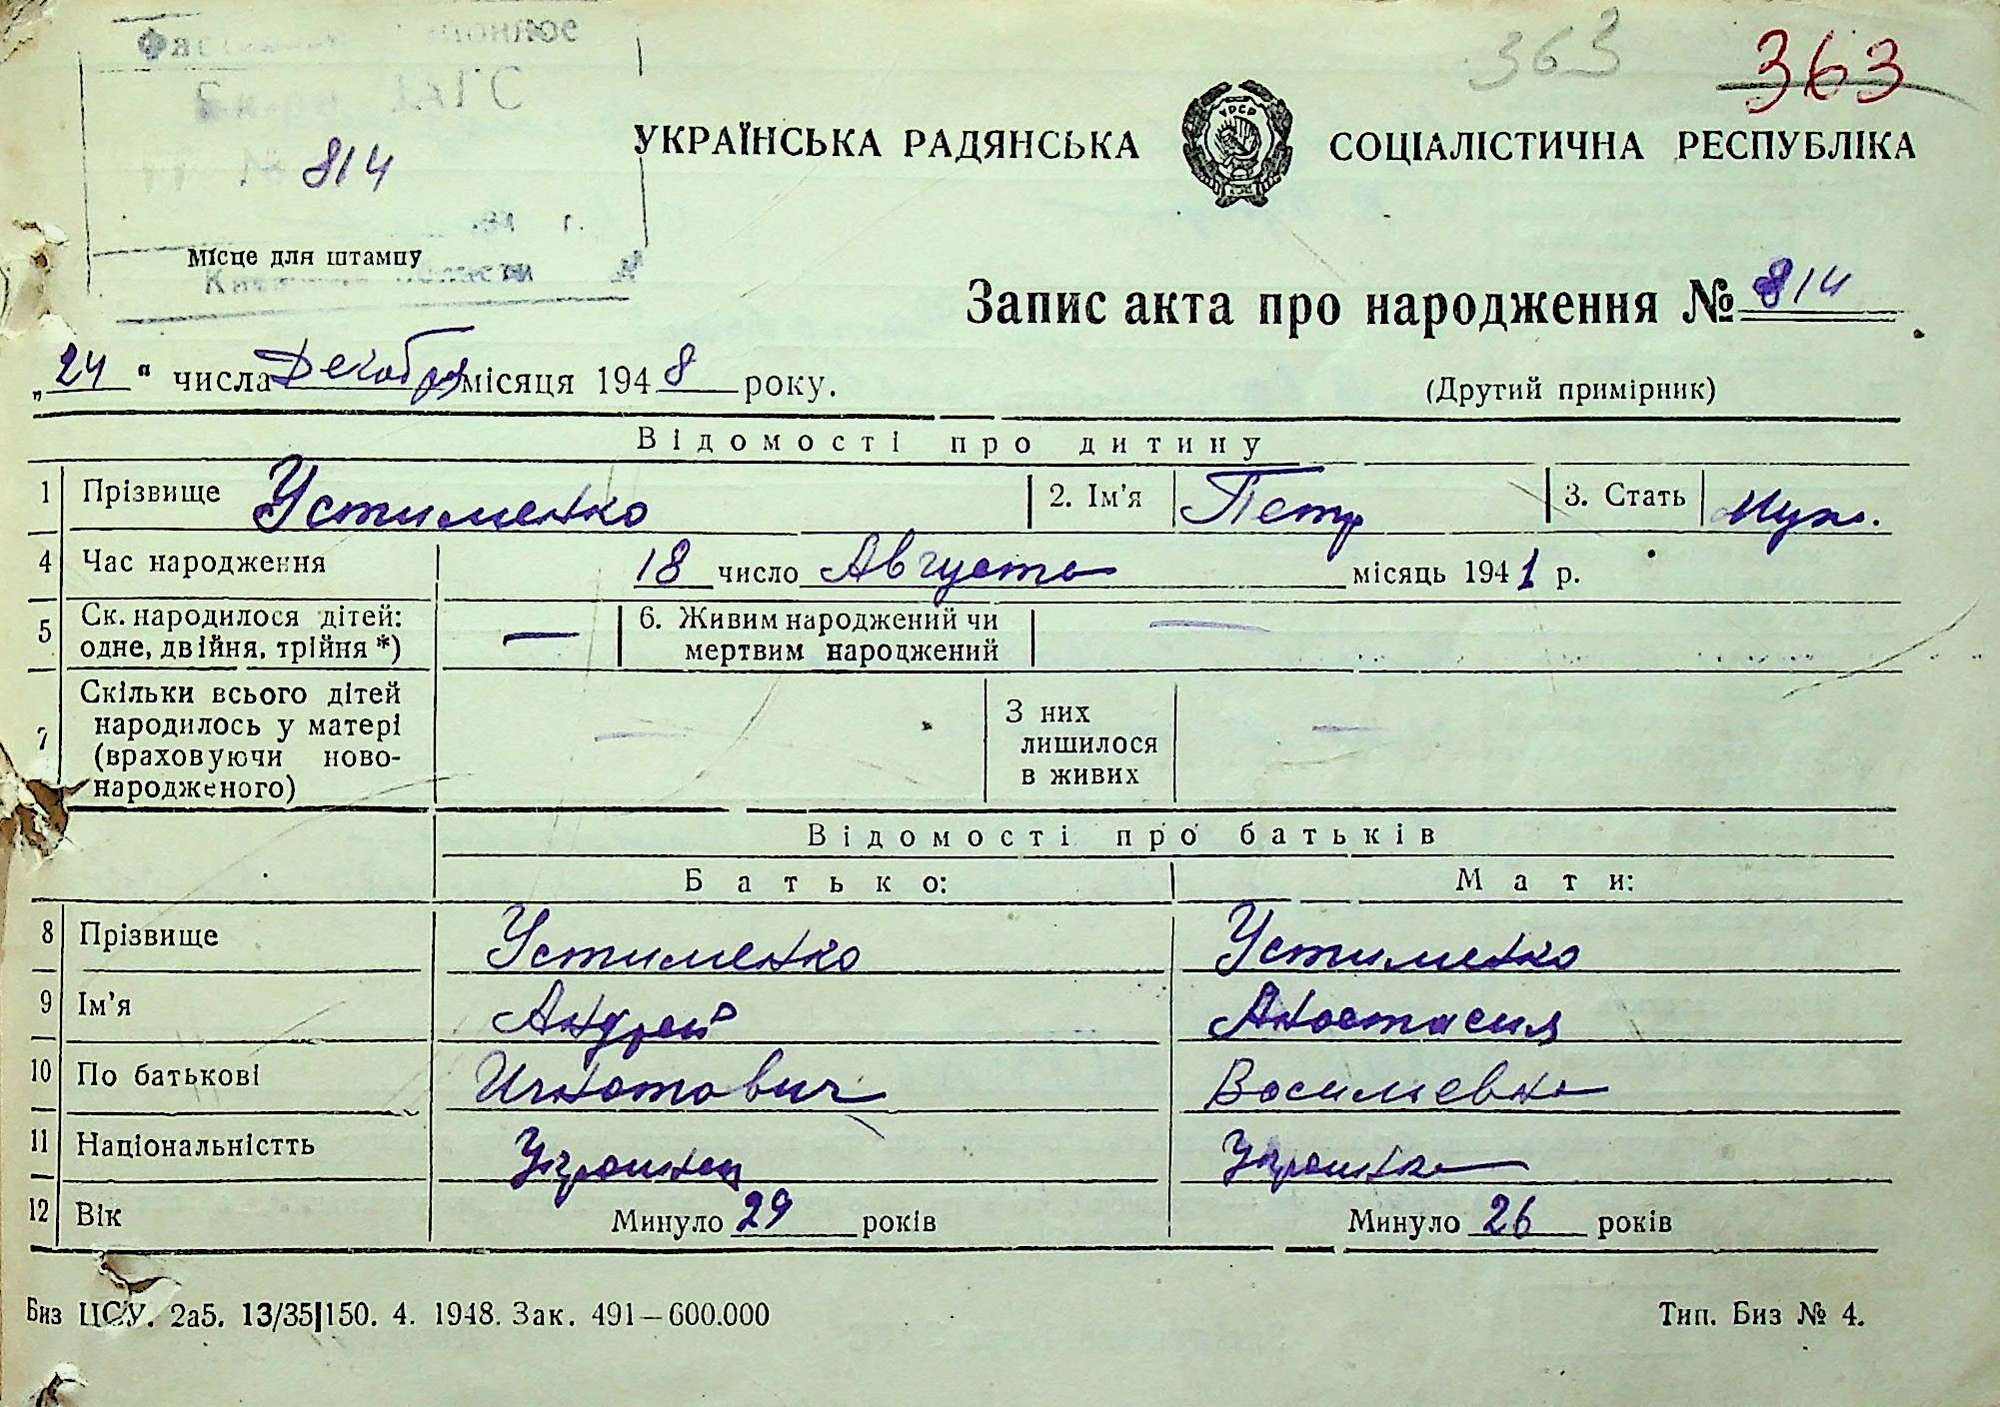 363 363
814
УКРАЇНСЬКА РАДЯНСЬКА СОЦІАЛІСТИЧНА РЕСПУБЛІКА
УРСР
Місце для штампу
Запис акта про народження № 814
(Другий примірник)
„24“ числа Декабря місяця 1948 року.
Відомості про дитину
1 Прізвище Устименко 2. Ім'я Петр 3. Стать Муж.
4 Час народження 18 число Августа місяць 1941 р.
5 Ск. народилося дітей: одне, двійня, трійня *) — 6. Живим народжений чи мертвим народжений —
7 Скільки всього дітей народилось у матері (враховуючи новонародженого) — З них лишилося в живих —
Відомості про батьків
Батько: Мати:
8 Прізвище Устименко Устименко
9 Ім'я Андрей Анастасия
10 По батькові Игнатович Васильевна
11 Національністть Украинец Украинка
12 Вік Минуло 29 років Минуло 26 років
Биз ЦСУ. 2а5. 13/35|150. 4. 1948. Зак. 491—600.000 Тип. Биз № 4.